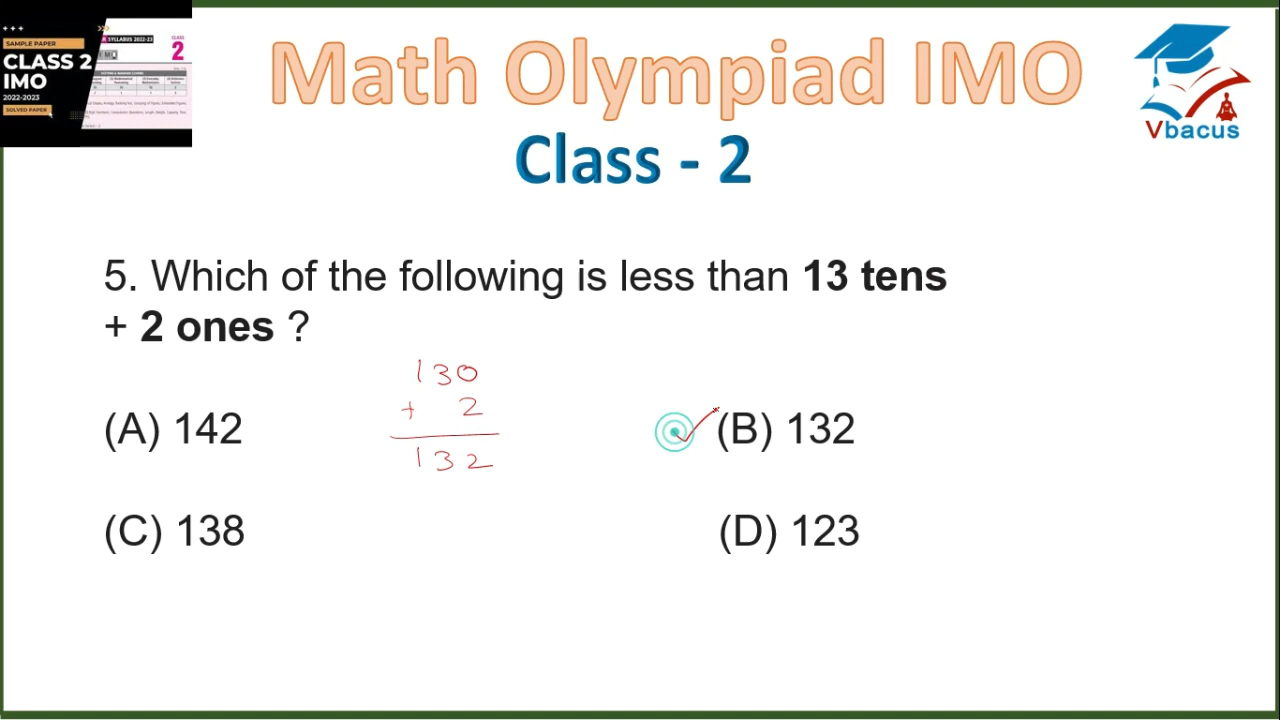 SAMPLE PAPER
CLASS 2
IMO
2022-2023
SOLVED PAPER
SYLLABUS 2022-23
CLASS
2
Math Olympiad IMO
Class - 2
Vbacus
5. Which of the following is less than 13 tens
+ 2 ones ?
130
+ 2
132
(A) 142
(B) 132
(C) 138
(D) 123